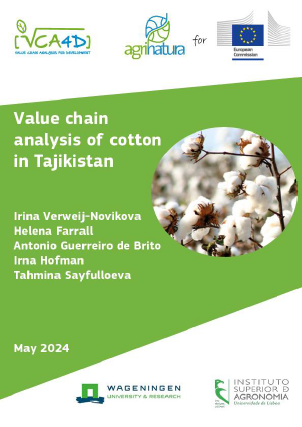 VCA4D
VALUE CHAIN ANALYSIS FOR DEVELOPMENT
agrinatura
for
European
Commission
Value chain
analysis of cotton
in Tajikistan
Irina Verweij-Novikova
Helena Farrall
Antonio Guerreiro de Brito
Irna Hofman
Tahmina Sayfulloeva
May 2024
WAGENINGEN
UNIVERSITY & RESEARCH
INSTITUTO
SUPERIOR D
AGRONOMIA
Universidade de Lisboa